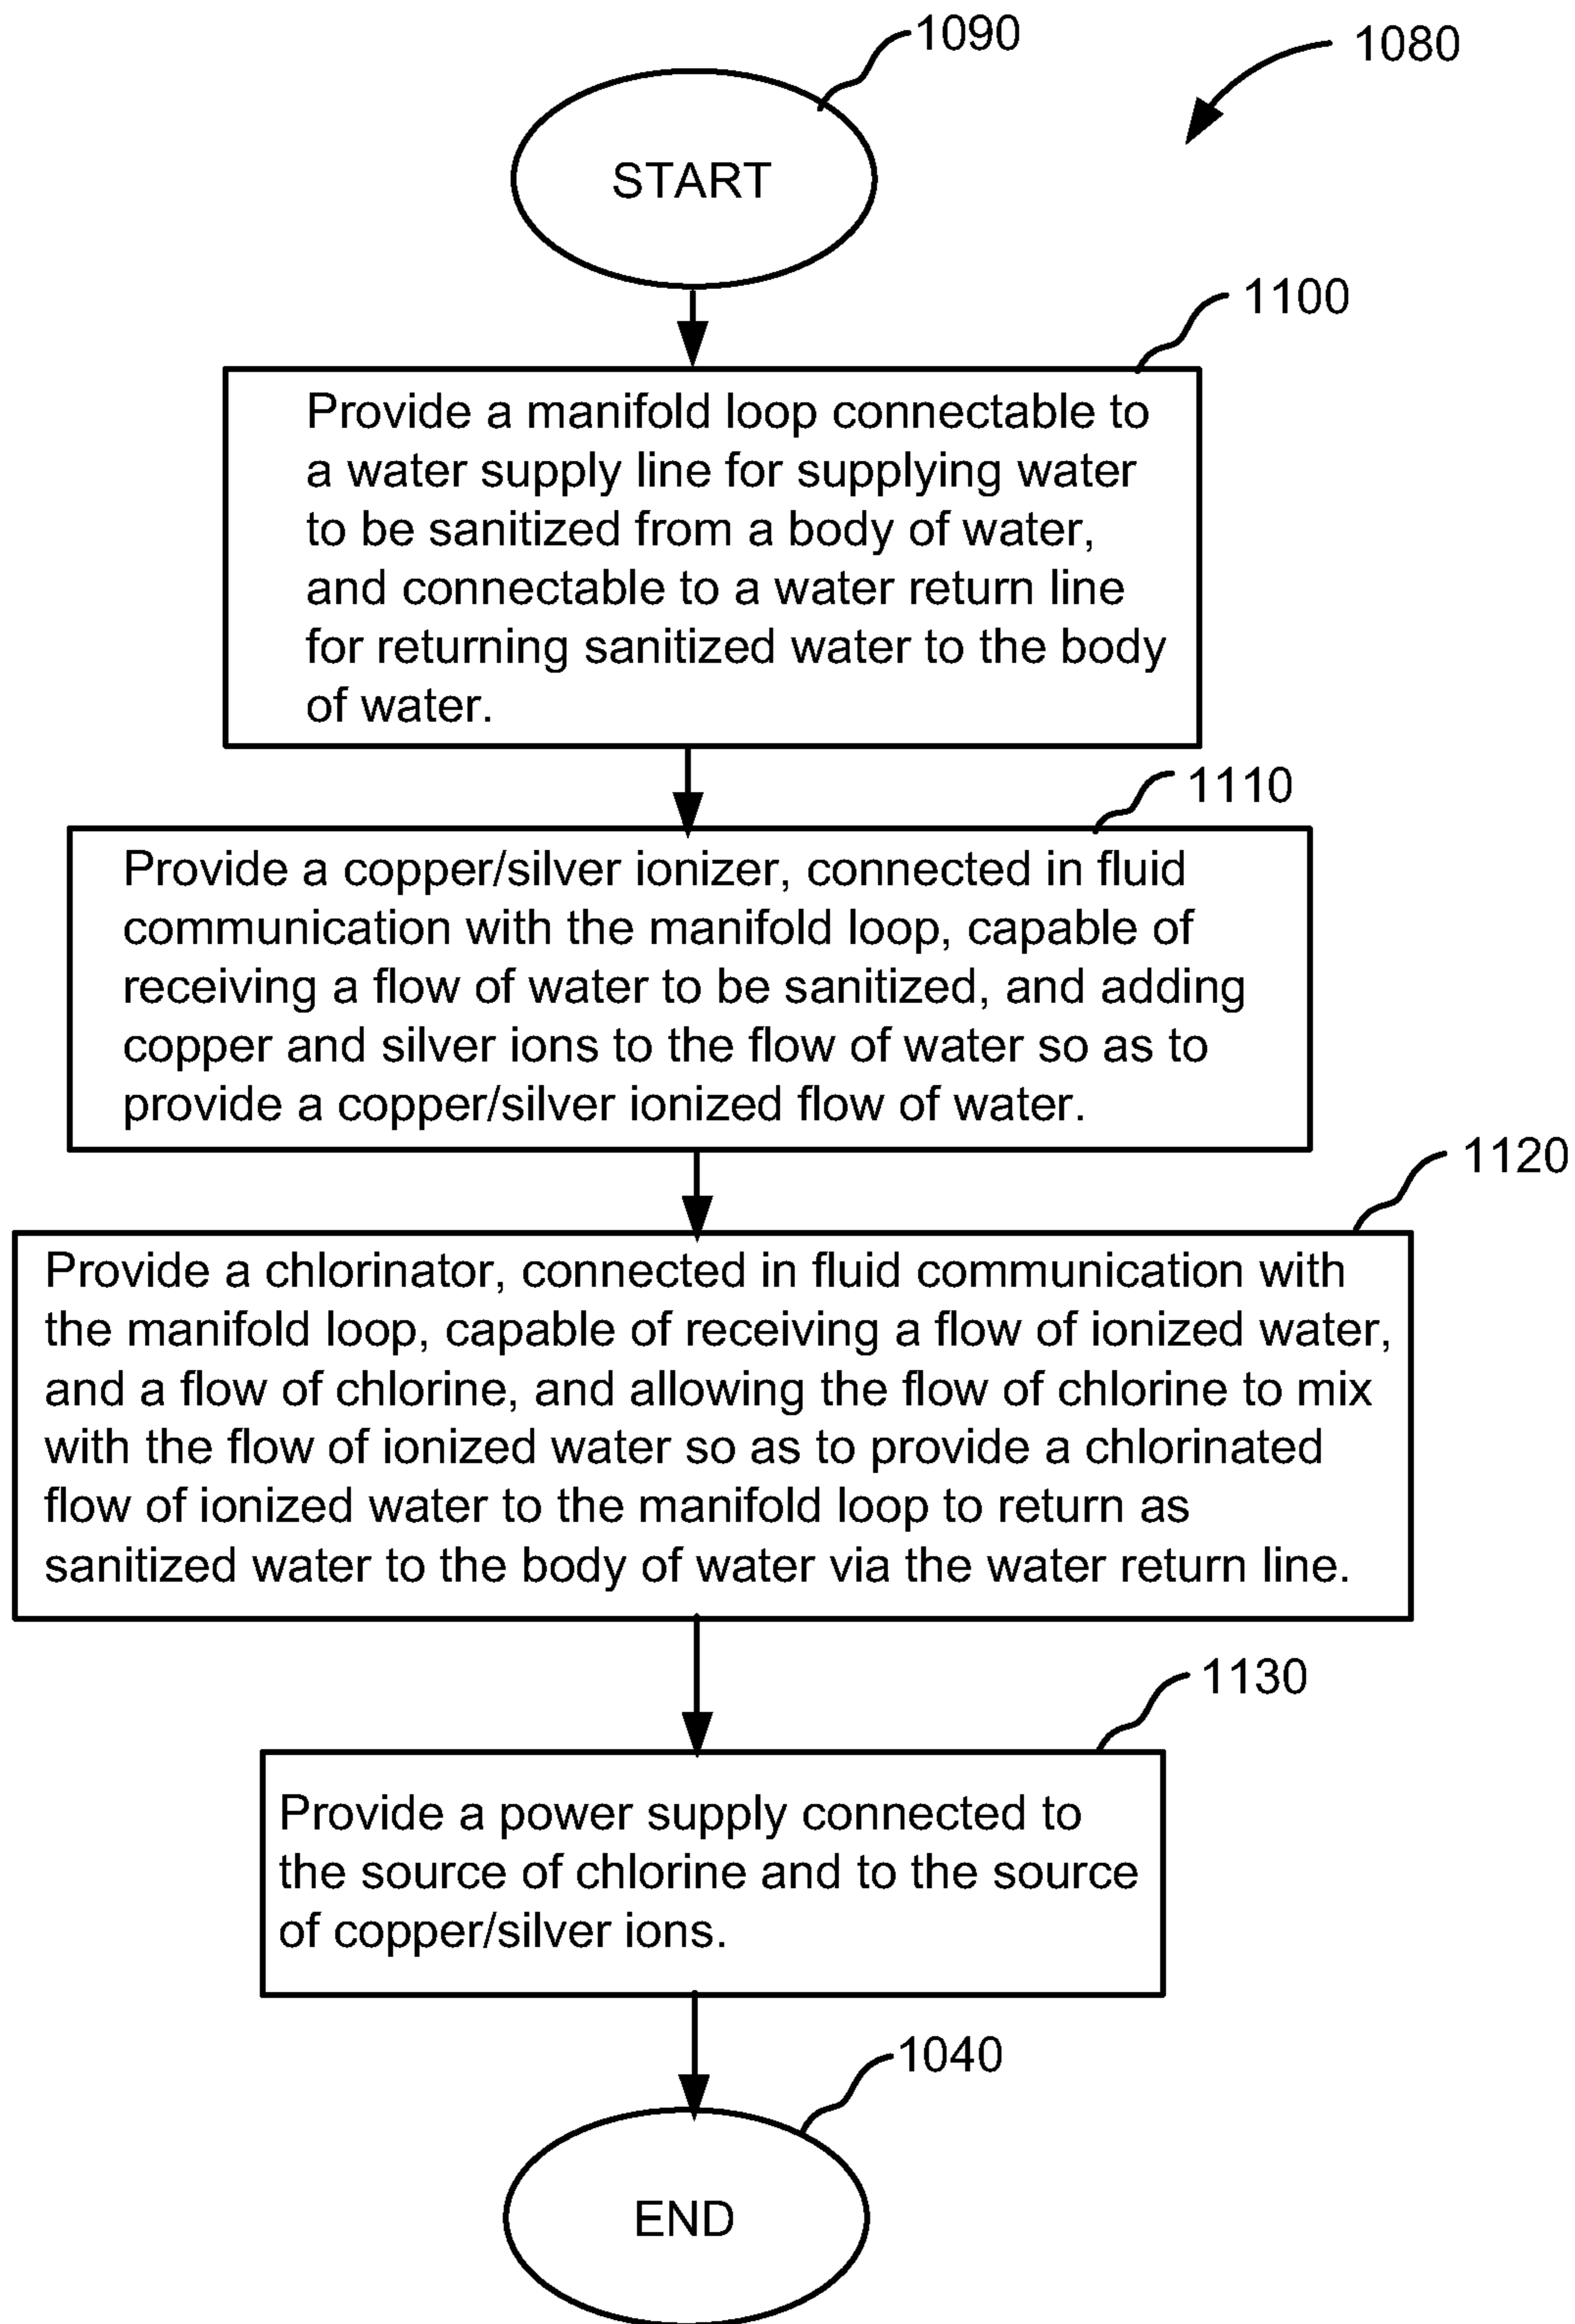 1090
1080
START
1100
Provide a manifold loop connectable to
a water supply line for supplying water
to be sanitized from a body of water,
and connectable to a water return line
for returning sanitized water to the body
of water.
1110
Provide a copper/silver ionizer, connected in fluid
communication with the manifold loop, capable of
receiving a flow of water to be sanitized, and adding
copper and silver ions to the flow of water so as to
provide a copper/silver ionized flow of water.
1120
Provide a chlorinator, connected in fluid communication with
the manifold loop, capable of receiving a flow of ionized water,
and a flow of chlorine, and allowing the flow of chlorine to mix
with the flow of ionized water so as to provide a chlorinated
flow of ionized water to the manifold loop to return as
sanitized water to the body of water via the water return line.
1130
Provide a power supply connected to
the source of chlorine and to the source
of copper/silver ions.
1040
END